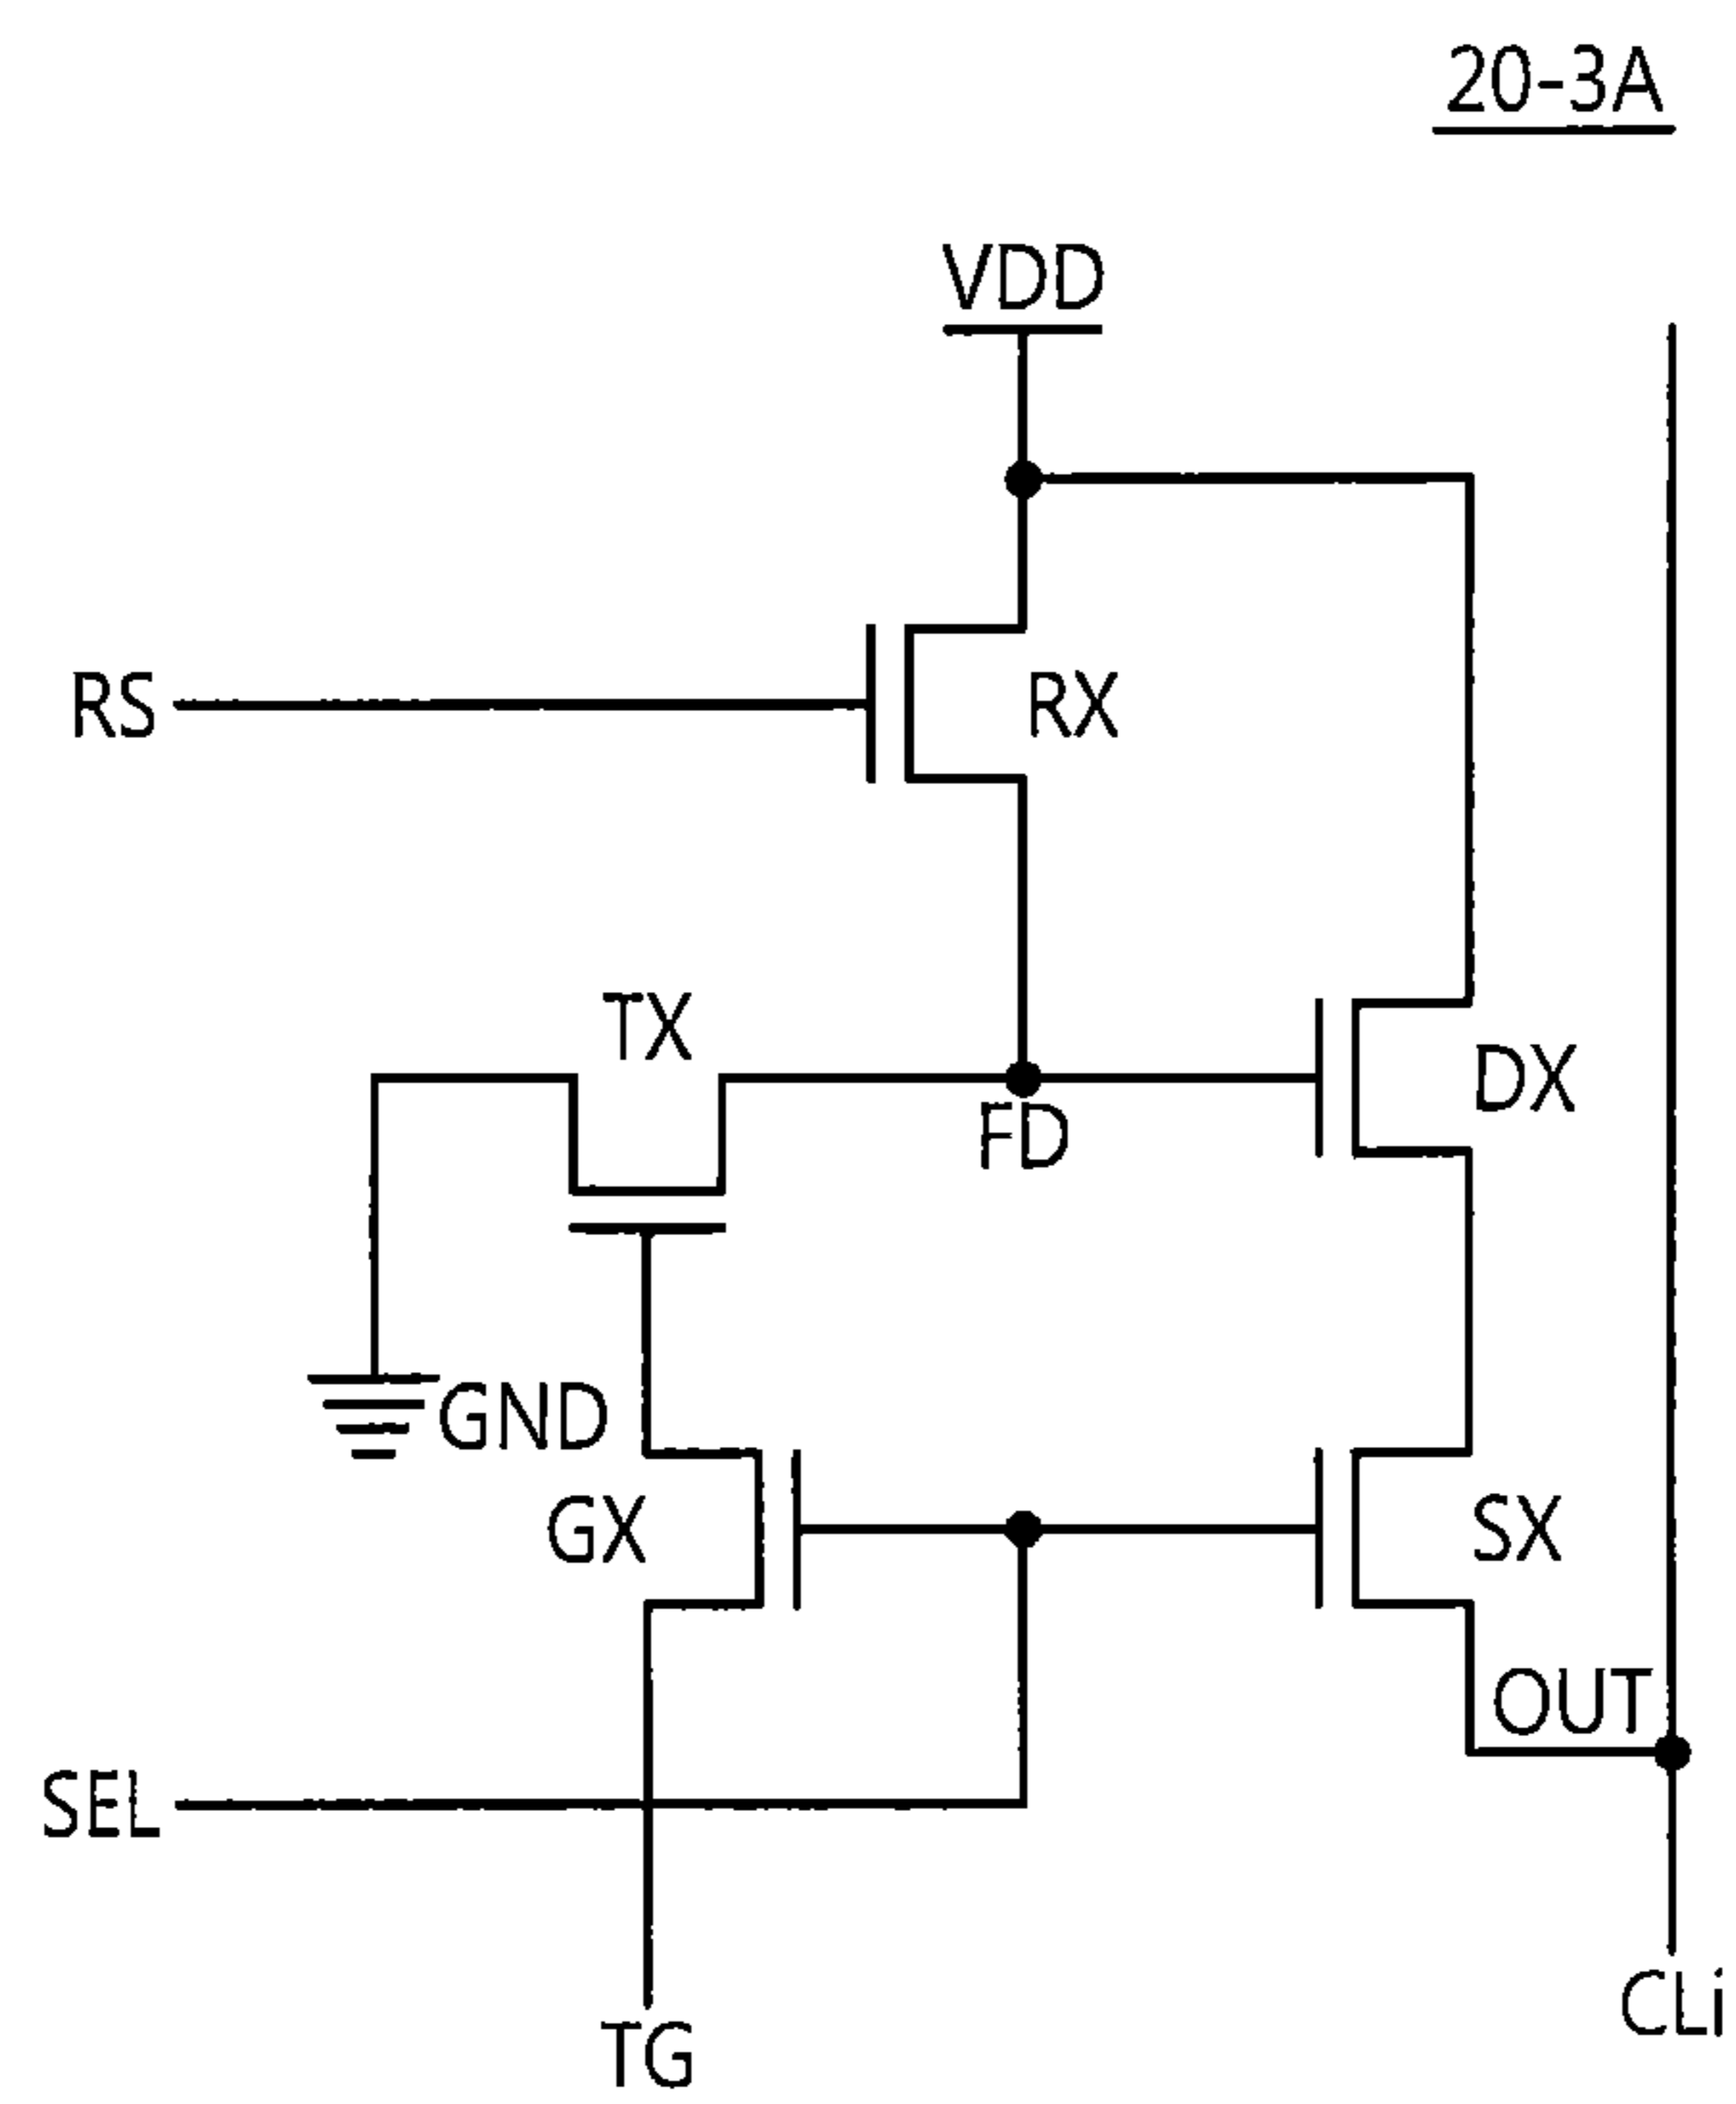 20-3A
VDD
RS
RX
TX
DX
FD
GND
GX
SX
OUT
SEL
CLi
TG